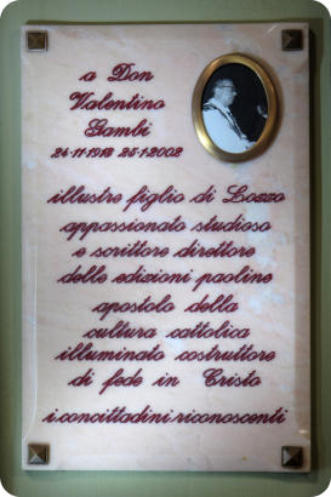 a Don
Valentino
Gambi
24·11·1918 25·1·2002
illustre figlio di Lozzo
appassionato studioso
e scrittore direttore
delle edizioni paoline
apostolo della
cultura cattolica
illuminato costruttore
di fede in Cristo
i concittadini riconoscenti